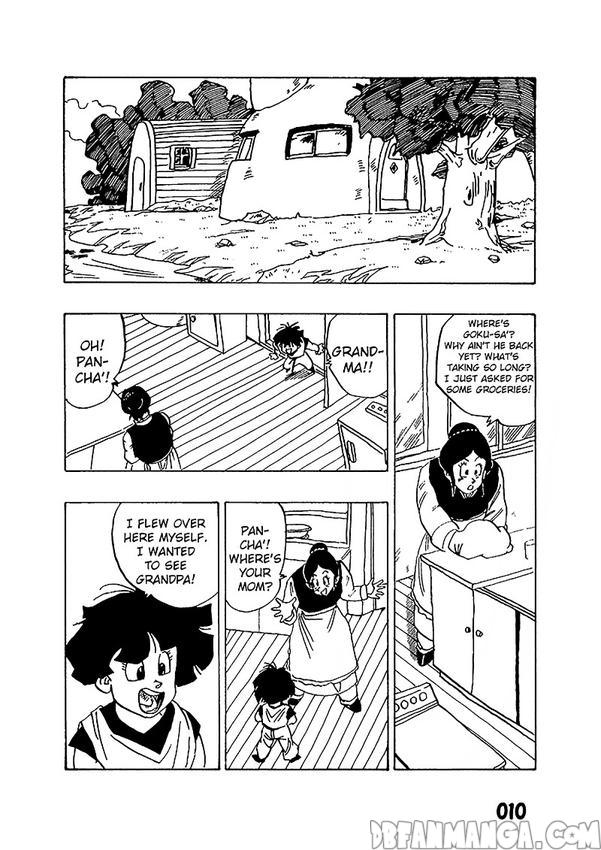 WHERE'S
GOKU-SA'?
WHY AIN'T HE BACK
YET? WHAT'S
TAKING SO LONG?
I JUST ASKED FOR
SOME GROCERIES!
GRAND-
MA!!
OH!
PAN-
CHA'!
PAN-
CHA'!
WHERE'S
YOUR
MOM?
I FLEW OVER
HERE MYSELF.
I WANTED
TO SEE
GRANDPA!
010
DBFANMANGA.COM